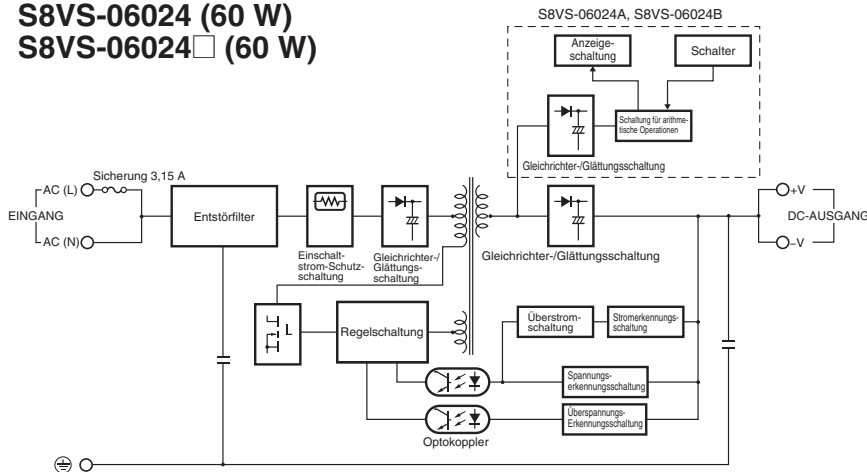 S8VS-06024 (60 W)
S8VS-06024□ (60 W)
S8VS-06024A, S8VS-06024B
Anzeige-
schaltung
Schalter
Schaltung für arithme-
tische Operationen
Gleichrichter-/Glättungsschaltung
Sicherung 3,15 A
AC (L)
EINGANG
AC (N)
Entstörfilter
Einschalt-
strom-Schutz-
schaltung
Gleichrichter-/
Glättungs-
schaltung
Gleichrichter-/Glättungsschaltung
+V
DC-AUSGANG
–V
L
Regelschaltung
Überstrom-
schaltung
Stromerkennungs-
schaltung
Spannungs-
erkennungsschaltung
Überspannungs-
Erkennungsschaltung
Optokoppler